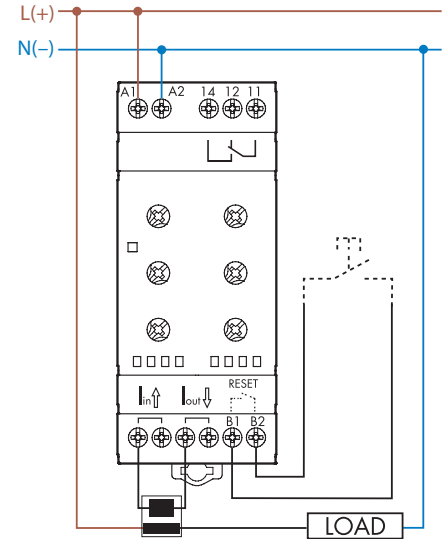 L(+)
N(−)
A1 A2 14 12 11
RESET
Iin Iout
B1 B2
LOAD